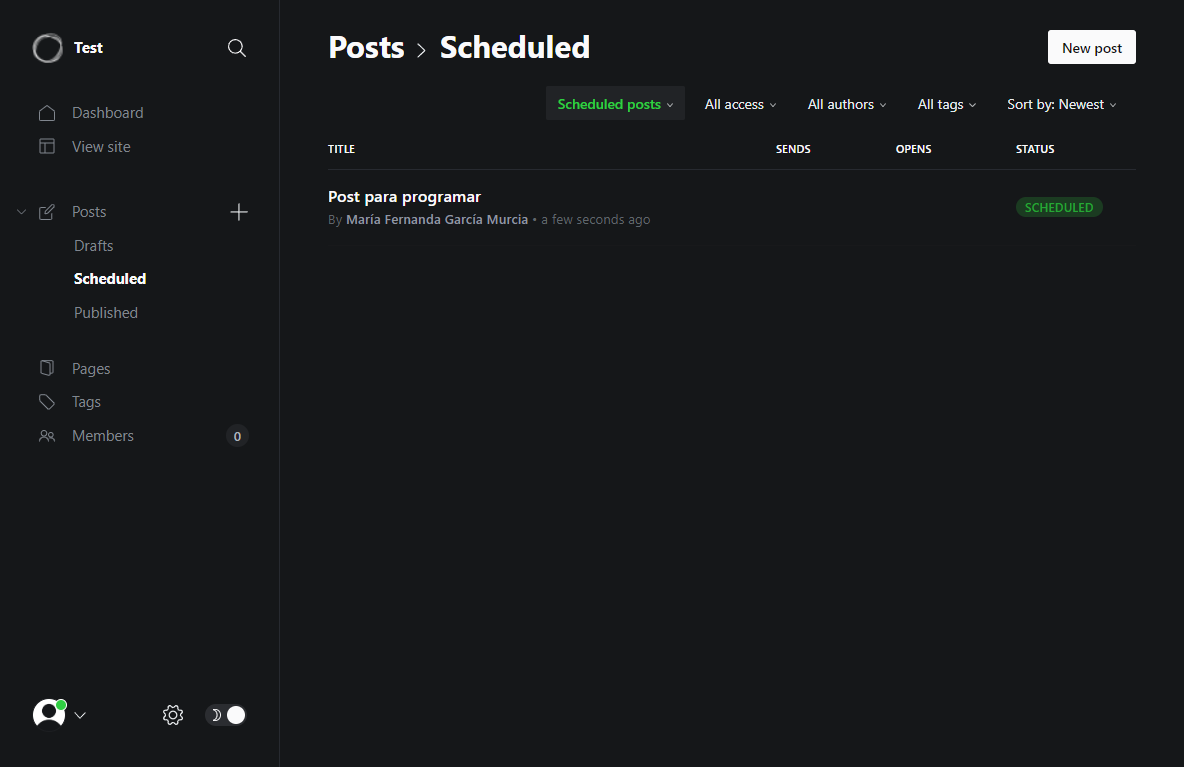 Test
Dashboard
View site
Posts
Drafts
Scheduled
Published
Pages
Tags
Members 0
Posts > Scheduled
New post
Scheduled posts All access All authors All tags Sort by: Newest
TITLE SENDS OPENS STATUS
Post para programar
By María Fernanda García Murcia • a few seconds ago
SCHEDULED